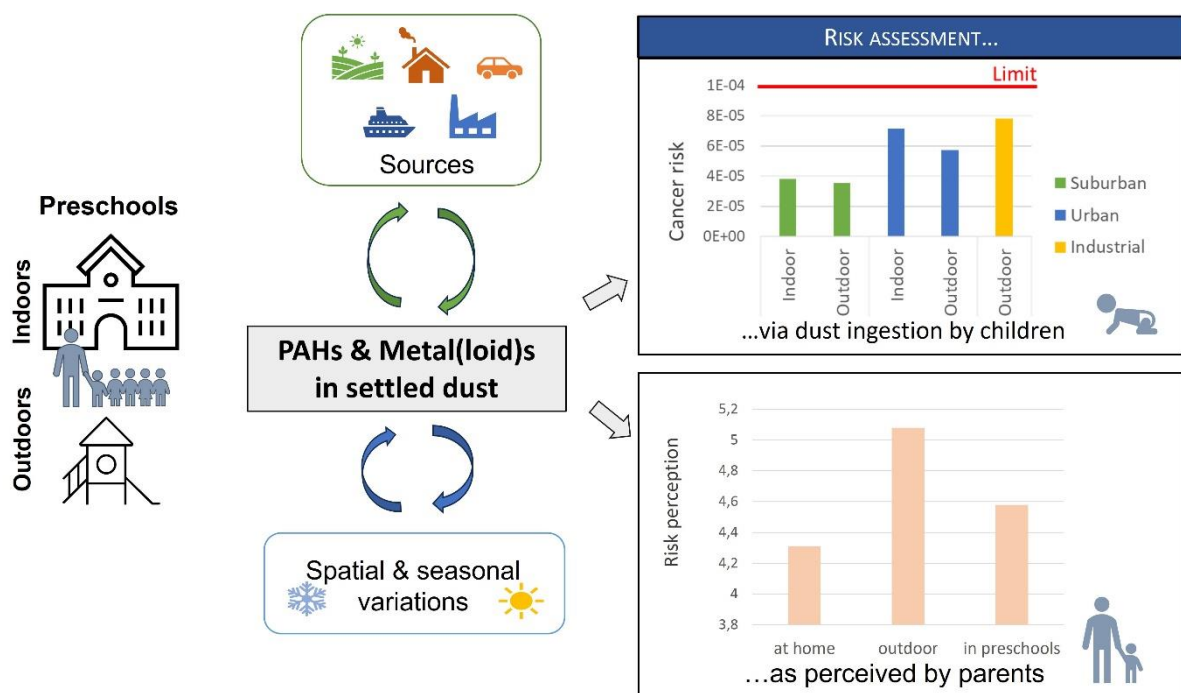 Preschools
Indoors
Outdoors
Sources
PAHs & Metal(loid)s
in settled dust
Spatial & seasonal
variations
RISK ASSESSMENT...
Limit
Cancer risk
1E-04
8E-05
6E-05
4E-05
2E-05
0E+00
Indoor
Outdoor
Indoor
Outdoor
Outdoor
Suburban
Urban
Industrial
...via dust ingestion by children
Risk perception
5,2
5
4,8
4,6
4,4
4,2
4
3,8
at home
outdoor
in preschools
...as perceived by parents